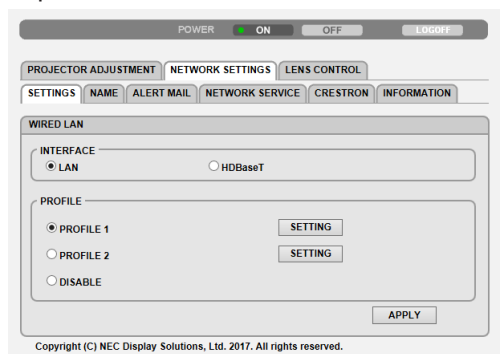 POWER ON OFF LOGOFF
PROJECTOR ADJUSTMENT NETWORK SETTINGS LENS CONTROL
SETTINGS NAME ALERT MAIL NETWORK SERVICE CRESTRON INFORMATION
WIRED LAN
INTERFACE
LAN HDBaseT
PROFILE
PROFILE 1 SETTING
PROFILE 2 SETTING
DISABLE
APPLY
Copyright (C) NEC Display Solutions, Ltd. 2017. All rights reserved.